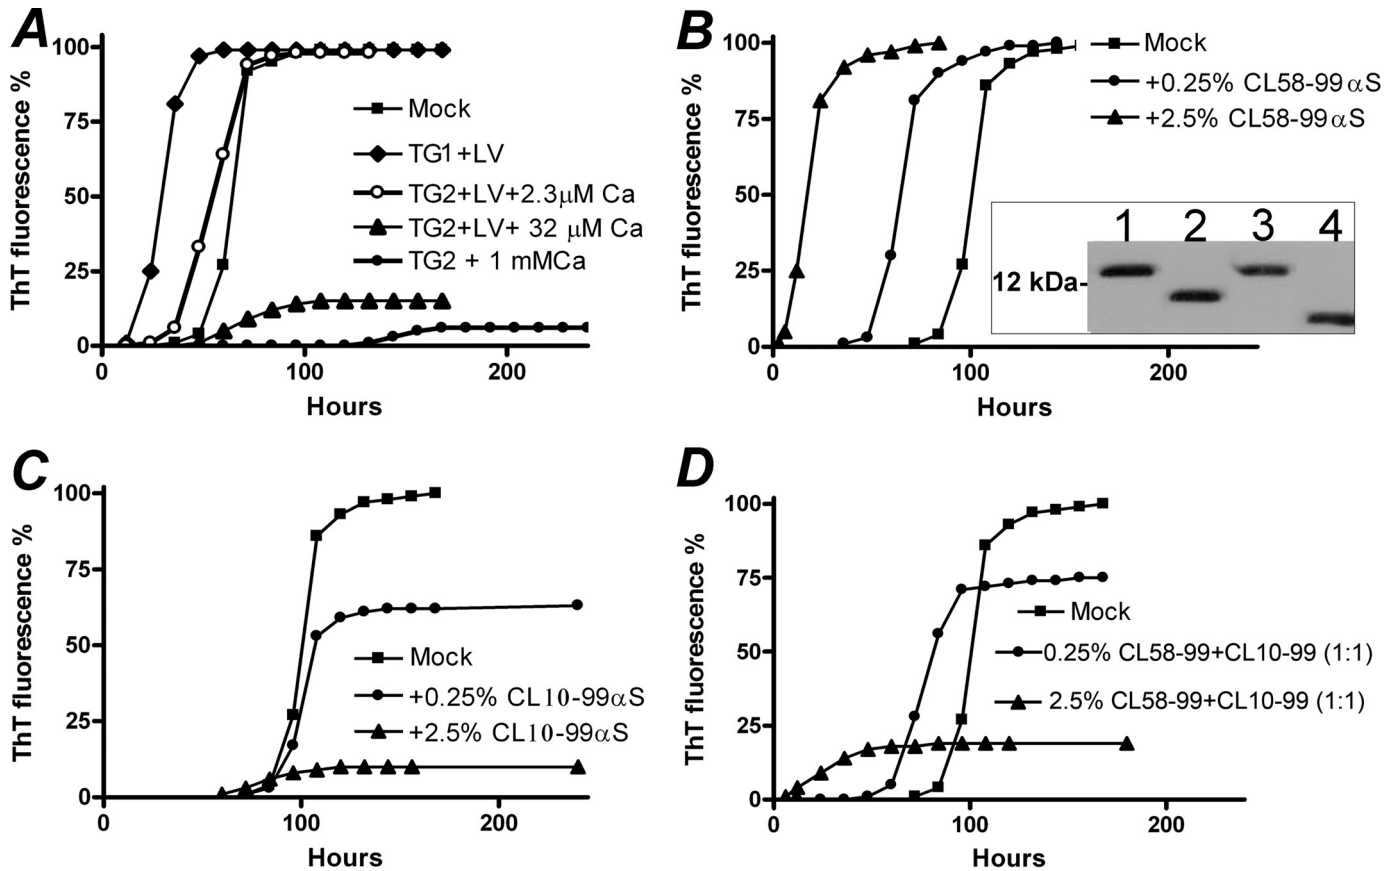 A
ThT fluorescence %
100
75
50
25
0
0 100 200
Hours
Mock
TG1+LV
TG2+LV+2.3μM Ca
TG2+LV+ 32 μM Ca
TG2 + 1 mMCa
B
ThT fluorescence %
100
75
50
25
0
0 100 200
Hours
Mock
+0.25% CL58-99αS
+2.5% CL58-99αS
1 2 3 4
12 kDa-
C
ThT fluorescence %
100
75
50
25
0
0 100 200
Hours
Mock
+0.25% CL10-99αS
+2.5% CL10-99αS
D
ThT fluorescence %
100
75
50
25
0
0 100 200
Hours
Mock
0.25% CL58-99+CL10-99 (1:1)
2.5% CL58-99+CL10-99 (1:1)